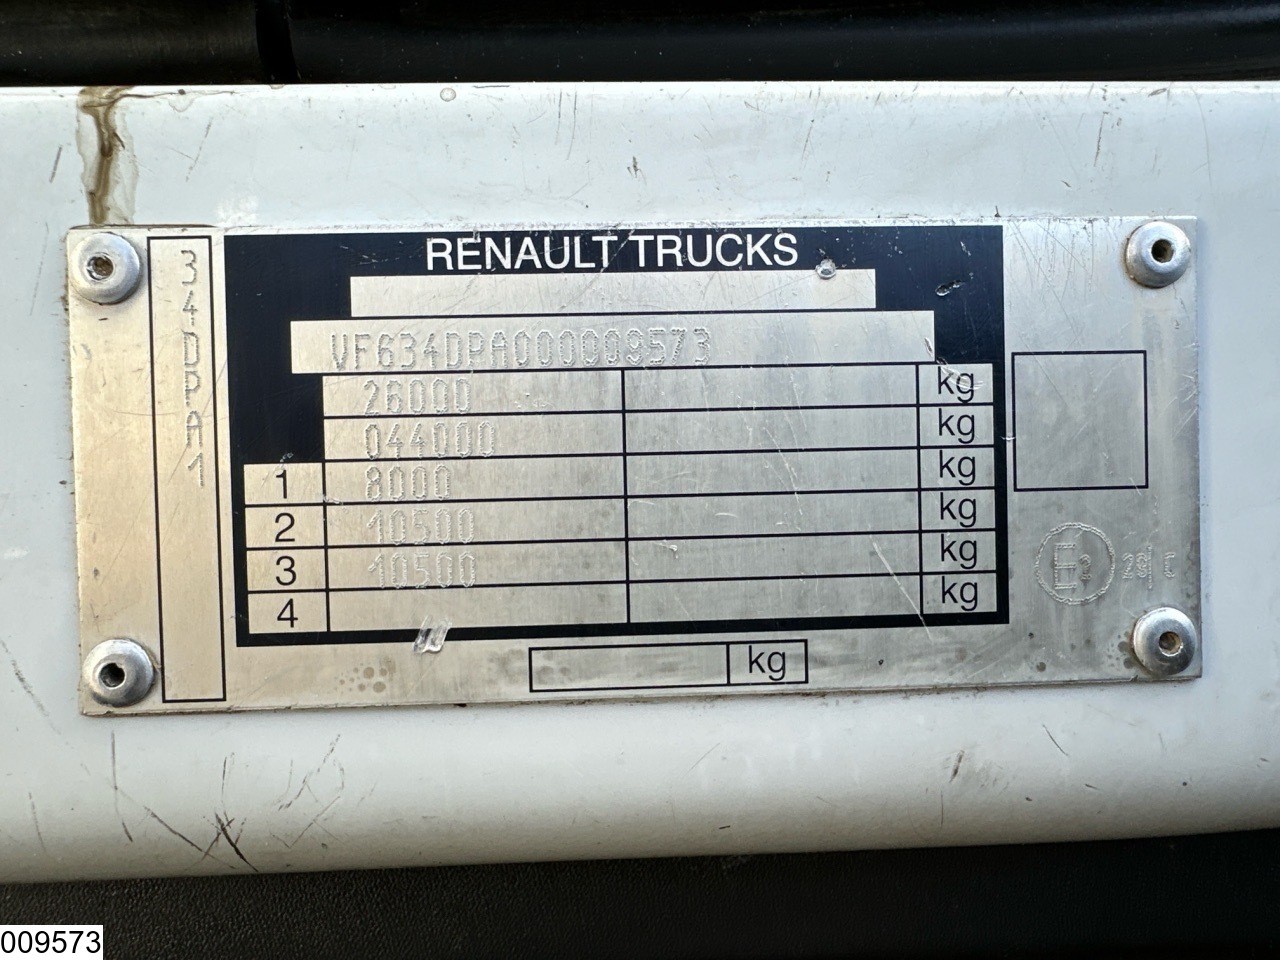 RENAULT TRUCKS
34DPA1
VF634DPA000009573
26000 kg
044000 kg
1 8000 kg
2 10500 kg
3 10500 kg
4 kg
kg
E2
009573